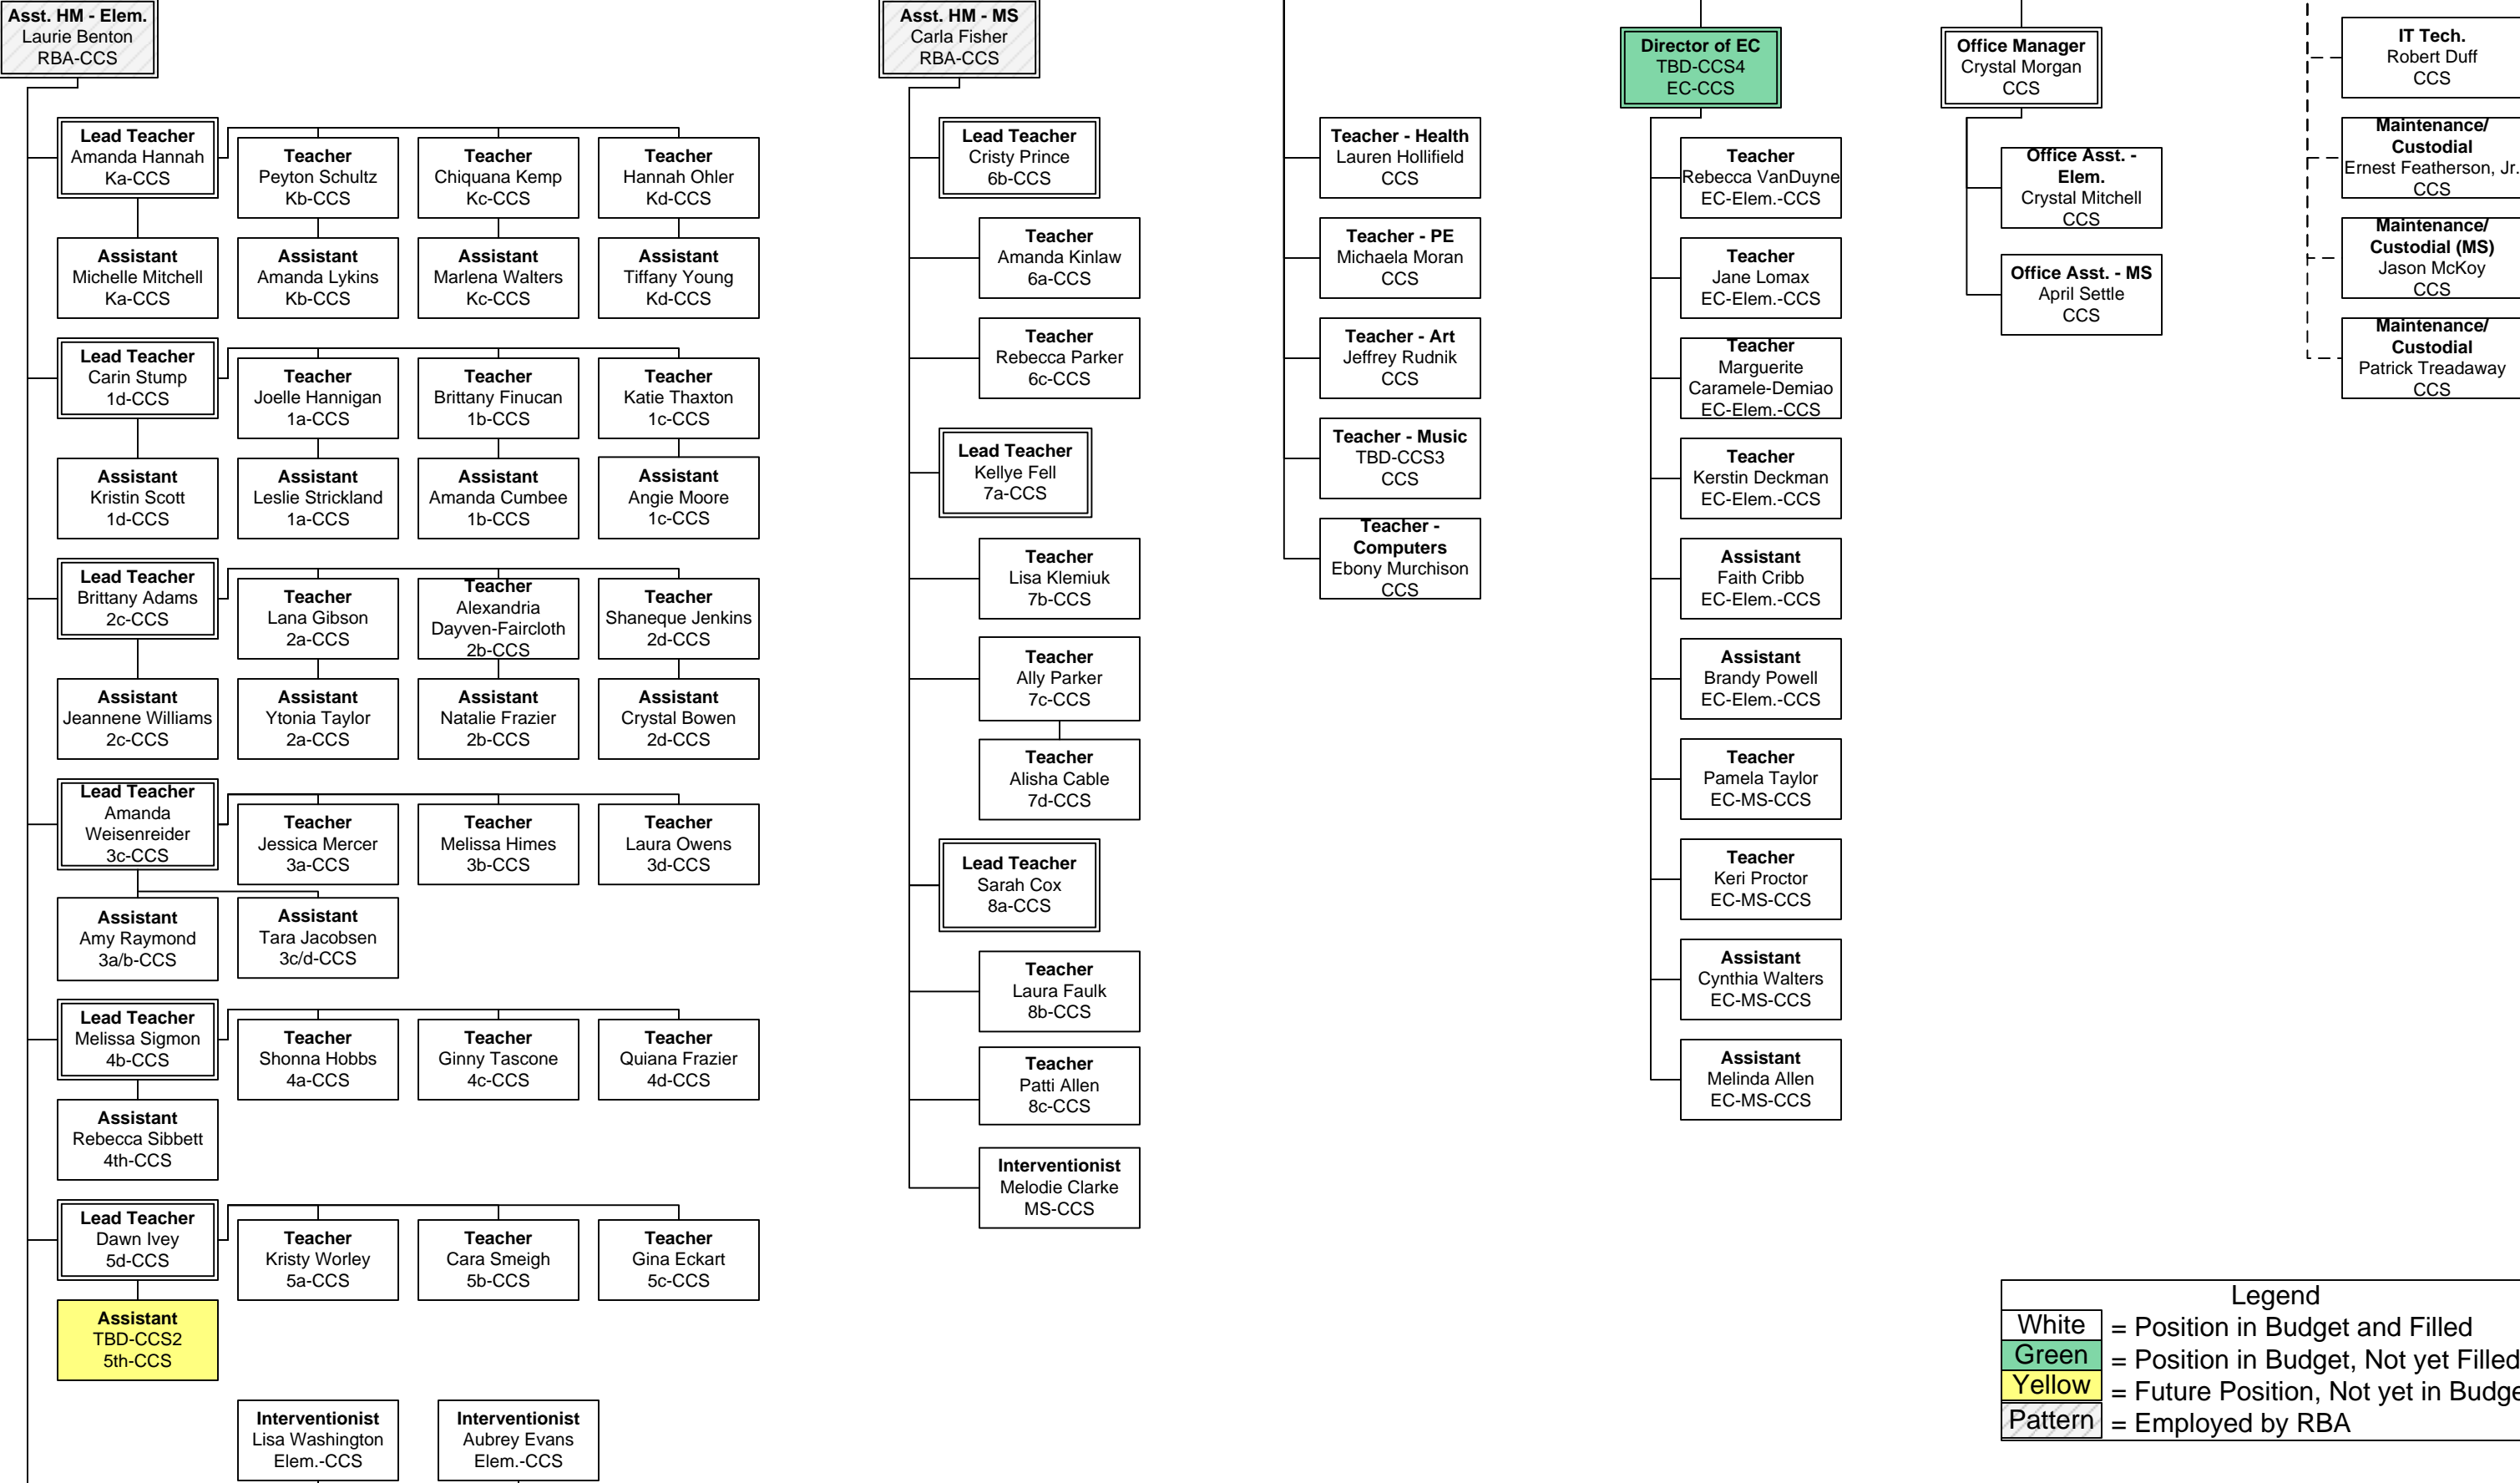 Asst. HM - Elem.
Laurie Benton
RBA-CCS
Lead Teacher
Amanda Hannah
Ka-CCS
Teacher
Peyton Schultz
Kb-CCS
Teacher
Chiquana Kemp
Kc-CCS
Teacher
Hannah Ohler
Kd-CCS
Assistant
Michelle Mitchell
Ka-CCS
Assistant
Amanda Lykins
Kb-CCS
Assistant
Marlena Walters
Kc-CCS
Assistant
Tiffany Young
Kd-CCS
Lead Teacher
Carin Stump
1d-CCS
Teacher
Joelle Hannigan
1a-CCS
Teacher
Brittany Finucan
1b-CCS
Teacher
Katie Thaxton
1c-CCS
Assistant
Kristin Scott
1d-CCS
Assistant
Leslie Strickland
1a-CCS
Assistant
Amanda Cumbee
1b-CCS
Assistant
Angie Moore
1c-CCS
Lead Teacher
Brittany Adams
2c-CCS
Teacher
Lana Gibson
2a-CCS
Teacher
Alexandria
Dayven-Faircloth
2b-CCS
Teacher
Shaneque Jenkins
2d-CCS
Assistant
Jeannene Williams
2c-CCS
Assistant
Ytonia Taylor
2a-CCS
Assistant
Natalie Frazier
2b-CCS
Assistant
Crystal Bowen
2d-CCS
Lead Teacher
Amanda
Weisenreider
3c-CCS
Teacher
Jessica Mercer
3a-CCS
Teacher
Melissa Himes
3b-CCS
Teacher
Laura Owens
3d-CCS
Assistant
Amy Raymond
3a/b-CCS
Assistant
Tara Jacobsen
3c/d-CCS
Lead Teacher
Melissa Sigmon
4b-CCS
Teacher
Shonna Hobbs
4a-CCS
Teacher
Ginny Tascone
4c-CCS
Teacher
Quiana Frazier
4d-CCS
Assistant
Rebecca Sibbett
4th-CCS
Lead Teacher
Dawn Ivey
5d-CCS
Teacher
Kristy Worley
5a-CCS
Teacher
Cara Smeigh
5b-CCS
Teacher
Gina Eckart
5c-CCS
Assistant
TBD-CCS2
5th-CCS
Interventionist
Lisa Washington
Elem.-CCS
Interventionist
Aubrey Evans
Elem.-CCS
Asst. HM - MS
Carla Fisher
RBA-CCS
Lead Teacher
Cristy Prince
6b-CCS
Teacher
Amanda Kinlaw
6a-CCS
Teacher
Rebecca Parker
6c-CCS
Lead Teacher
Kellye Fell
7a-CCS
Teacher
Lisa Klemiuk
7b-CCS
Teacher
Ally Parker
7c-CCS
Teacher
Alisha Cable
7d-CCS
Lead Teacher
Sarah Cox
8a-CCS
Teacher
Laura Faulk
8b-CCS
Teacher
Patti Allen
8c-CCS
Interventionist
Melodie Clarke
MS-CCS
Teacher - Health
Lauren Hollifield
CCS
Teacher - PE
Michaela Moran
CCS
Teacher - Art
Jeffrey Rudnik
CCS
Teacher - Music
TBD-CCS3
CCS
Teacher -
Computers
Ebony Murchison
CCS
Director of EC
TBD-CCS4
EC-CCS
Teacher
Rebecca VanDuyne
EC-Elem.-CCS
Teacher
Jane Lomax
EC-Elem.-CCS
Teacher
Marguerite
Caramele-Demiao
EC-Elem.-CCS
Teacher
Kerstin Deckman
EC-Elem.-CCS
Assistant
Faith Cribb
EC-Elem.-CCS
Assistant
Brandy Powell
EC-Elem.-CCS
Teacher
Pamela Taylor
EC-MS-CCS
Teacher
Keri Proctor
EC-MS-CCS
Assistant
Cynthia Walters
EC-MS-CCS
Assistant
Melinda Allen
EC-MS-CCS
Office Manager
Crystal Morgan
CCS
Office Asst. -
Elem.
Crystal Mitchell
CCS
Office Asst. - MS
April Settle
CCS
IT Tech.
Robert Duff
CCS
Maintenance/
Custodial
Ernest Featherson, Jr.
CCS
Maintenance/
Custodial (MS)
Jason McKoy
CCS
Maintenance/
Custodial
Patrick Treadaway
CCS
Legend
White = Position in Budget and Filled
Green = Position in Budget, Not yet Filled
Yellow = Future Position, Not yet in Budge
Pattern = Employed by RBA